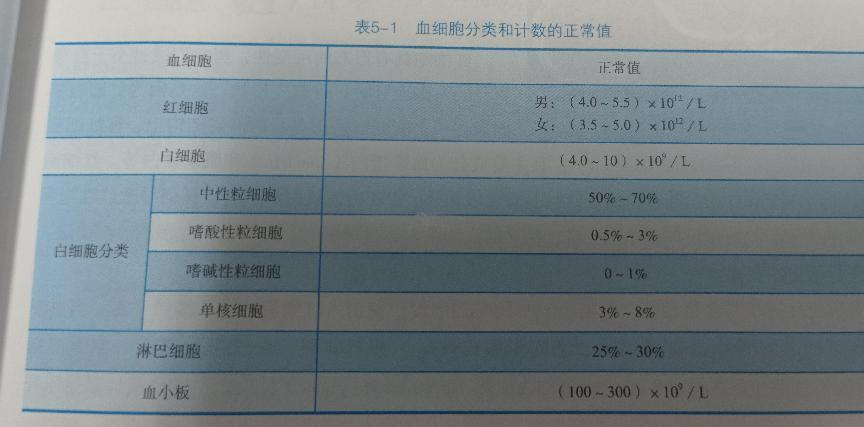 表5-1 血细胞分类和计数的正常值
血细胞 正常值
红细胞 男：（4.0～5.5）×10¹²/L
女：（3.5～5.0）×10¹²/L
白细胞 （4.0～10）×10⁹/L
白细胞分类 中性粒细胞 50%～70%
嗜酸性粒细胞 0.5%～3%
嗜碱性粒细胞 0～1%
单核细胞 3%～8%
淋巴细胞 25%～30%
血小板 （100～300）×10⁹/L